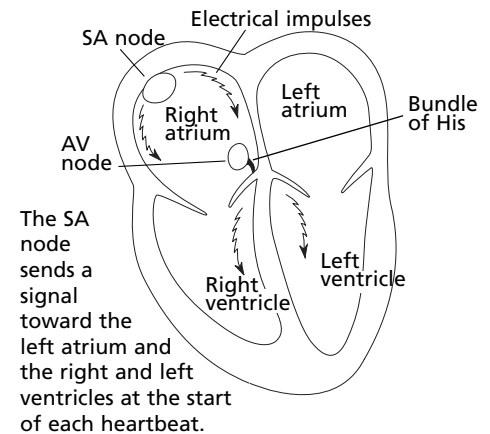 Electrical impulses
SA node
Left
atrium
Right
atrium
Bundle
of His
AV
node
The SA
node
sends a
signal
toward the
left atrium and
the right and left
ventricles at the start
of each heartbeat.
Right
ventricle
Left
ventricle